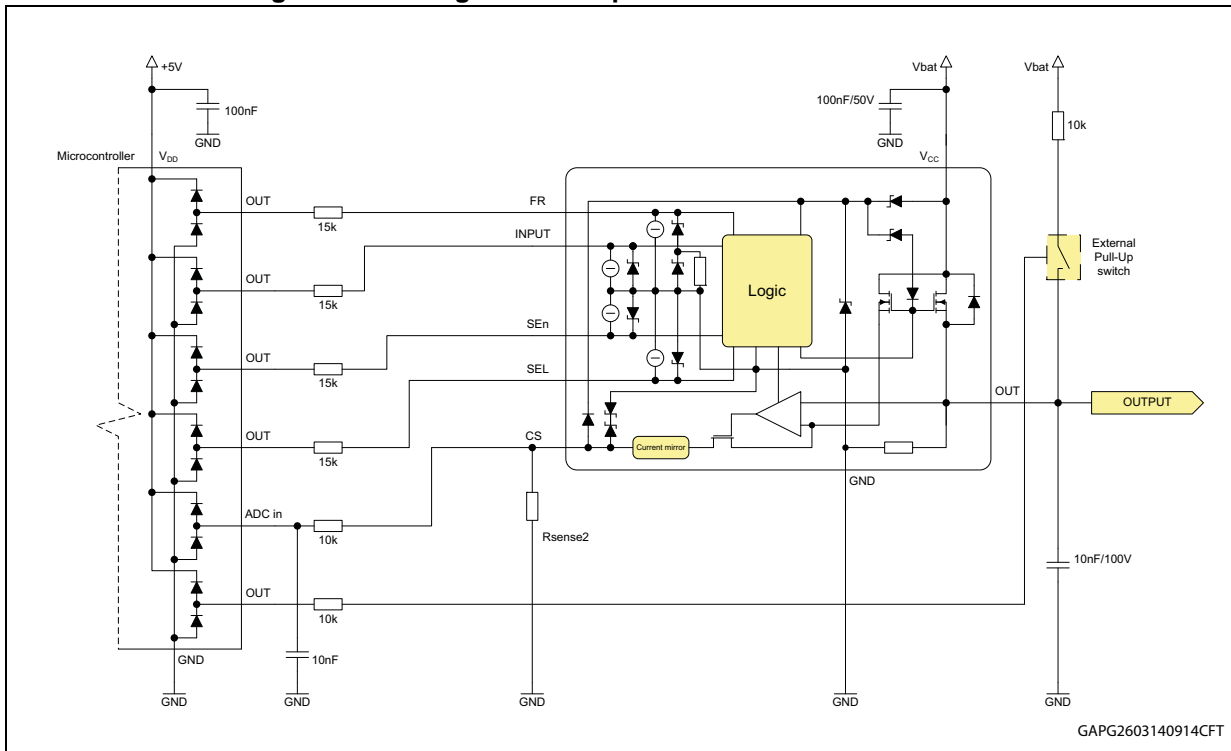 +5V
100nF
GND
Microcontroller
VDD
OUT
15k
OUT
15k
OUT
15k
OUT
15k
ADC in
10k
OUT
10k
GND
10nF
GND
GND
FR
INPUT
SEn
SEL
CS
Rsense2
GND
Vbat
100nF/50V
GND
VCC
Logic
Current mirror
OUT
GND
GND
Vbat
10k
External
Pull-Up
switch
OUTPUT
10nF/100V
GND
GAPG2603140914CFT